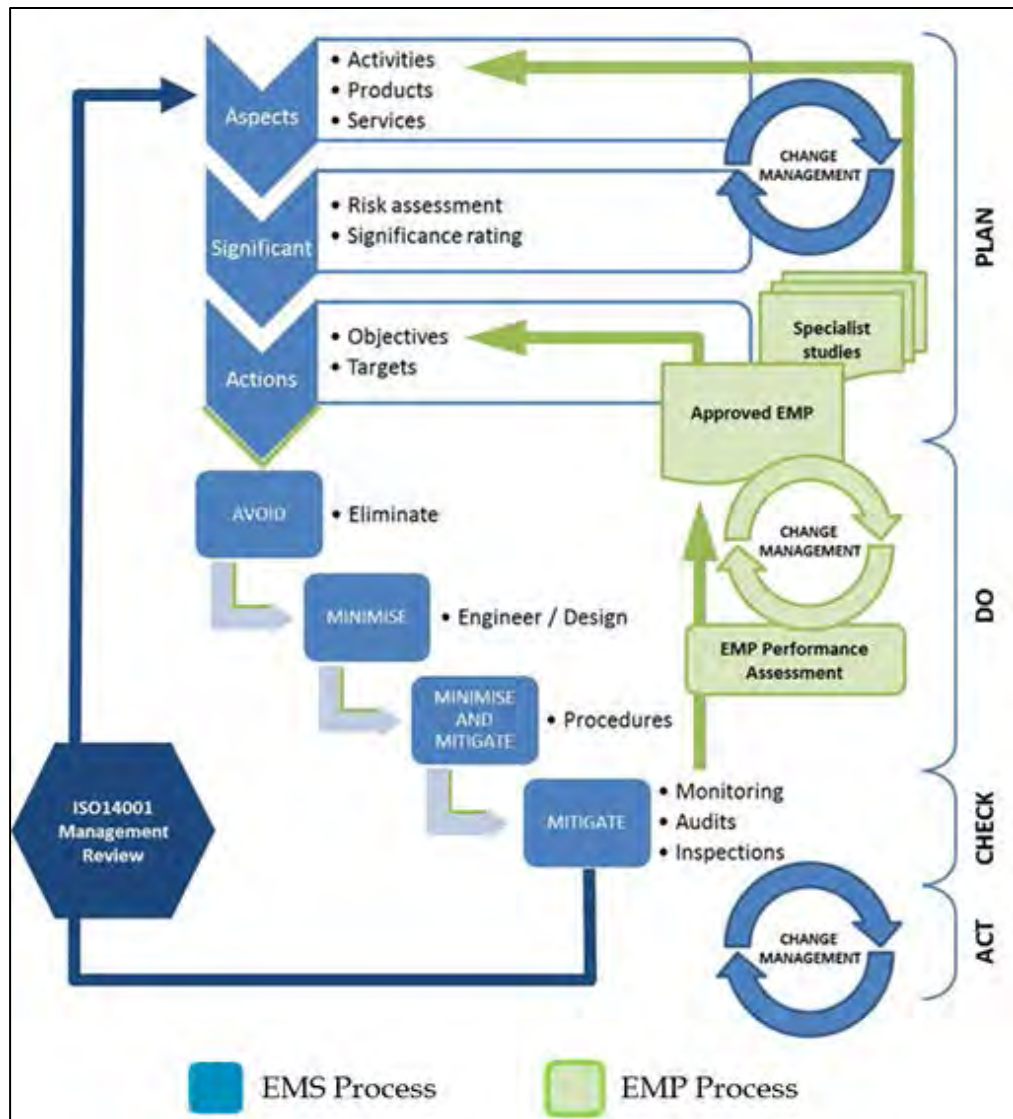 Aspects
• Activities
• Products
• Services
CHANGE
MANAGEMENT
PLAN
Significant
• Risk assessment
• Significance rating
Specialist
studies
Actions
• Objectives
• Targets
Approved EMP
AVOID
• Eliminate
CHANGE
MANAGEMENT
DO
MINIMISE
• Engineer / Design
EMP Performance
Assessment
MINIMISE
AND
MITIGATE
• Procedures
ISO14001
Management
Review
MITIGATE
• Monitoring
• Audits
• Inspections
CHECK
CHANGE
MANAGEMENT
ACT
EMS Process
EMP Process